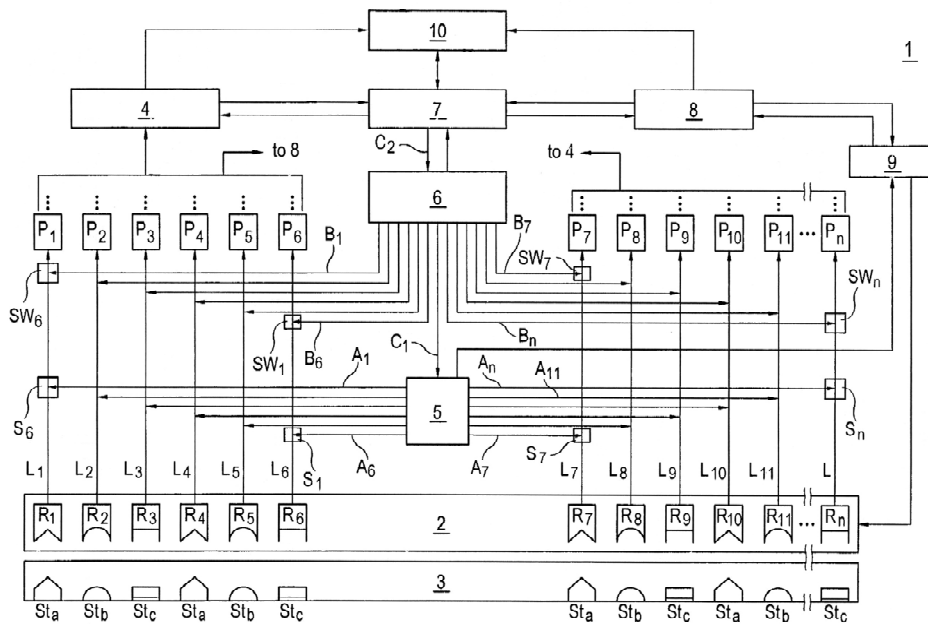 10
1
4
7
8
C2
to 8
to 4
9
6
P1 P2 P3 P4 P5 P6
P7 P8 P9 P10 P11 ... Pn
B1
B7
SW7
SW6
SWn
SW1
B6
C1
Bn
A1
An
A11
5
S6
Sn
S1
A6
A7
S7
L1 L2 L3 L4 L5 L6
L7 L8 L9 L10 L11 L
R1 R2 R3 R4 R5 R6
2
R7 R8 R9 R10 R11 ... Rn
3
Sta Stb Stc Sta Stb Stc
Sta Stb Stc Sta Stb Stc